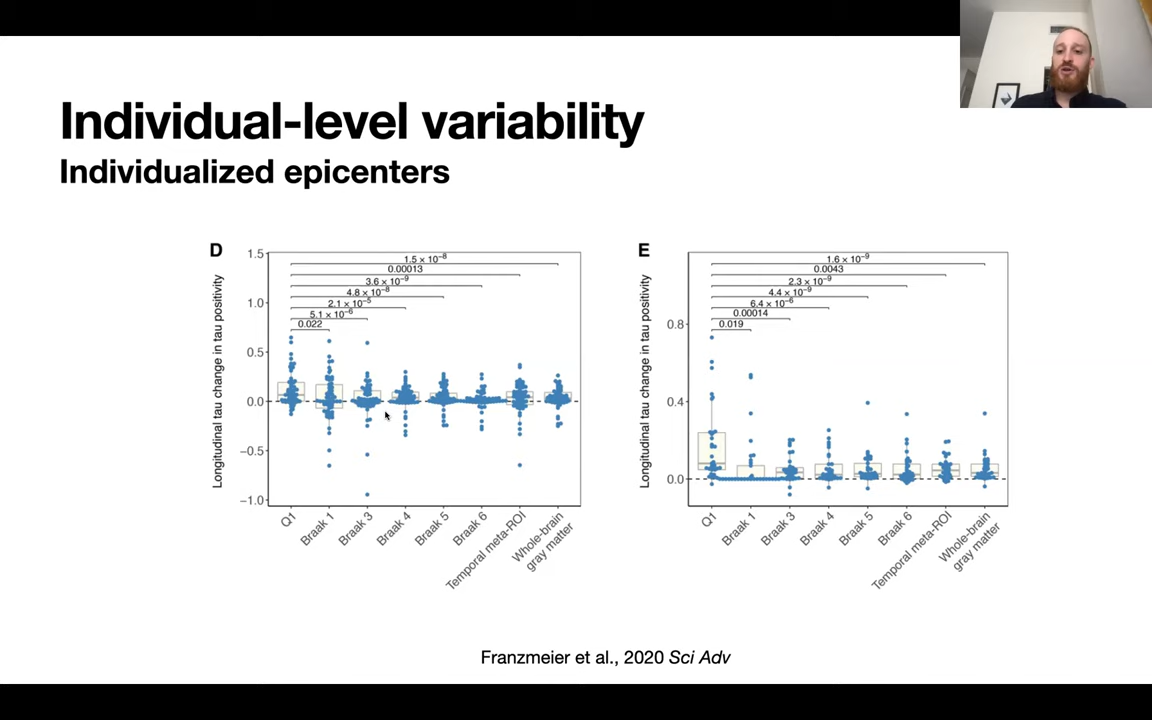 Individual-level variability
Individualized epicenters
D
Longitudinal tau change in tau positivity
1.5
1.0
0.5
0.0
−0.5
−1.0
1.5 × 10⁻⁸
0.00013
3.6 × 10⁻⁹
4.8 × 10⁻⁸
2.1 × 10⁻⁵
5.1 × 10⁻⁶
0.022
Q1
Braak 1
Braak 3
Braak 4
Braak 5
Braak 6
Temporal meta-ROI
Whole-brain
gray matter
E
Longitudinal tau change in tau positivity
0.8
0.4
0.0
1.6 × 10⁻⁹
0.0043
2.3 × 10⁻⁹
4.4 × 10⁻⁹
6.4 × 10⁻⁶
0.00014
0.019
Q1
Braak 1
Braak 3
Braak 4
Braak 5
Braak 6
Temporal meta-ROI
Whole-brain
gray matter
Franzmeier et al., 2020 Sci Adv